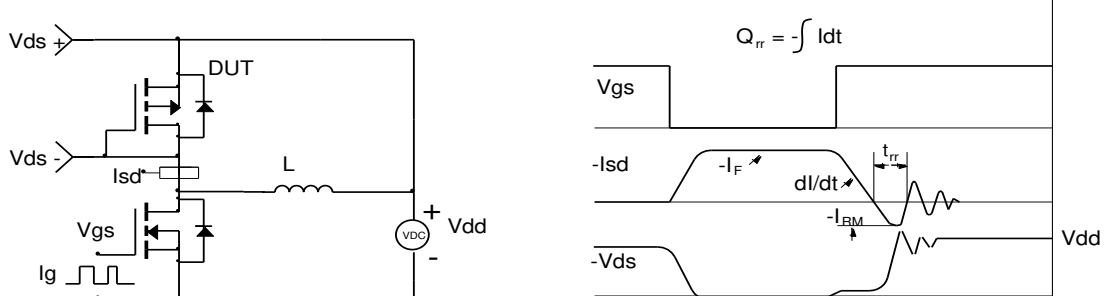 Vds +
DUT
Vds -
Isd
L
Vgs
Ig
+
VDC
Vdd
-
Qrr = -∫ Idt
Vgs
-Isd
-IF
trr
dI/dt
-IRM
Vdd
-Vds